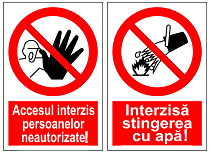 Accesul interzis
persoanelor
neautorizate!
Interzisă
stingerea
cu apă!